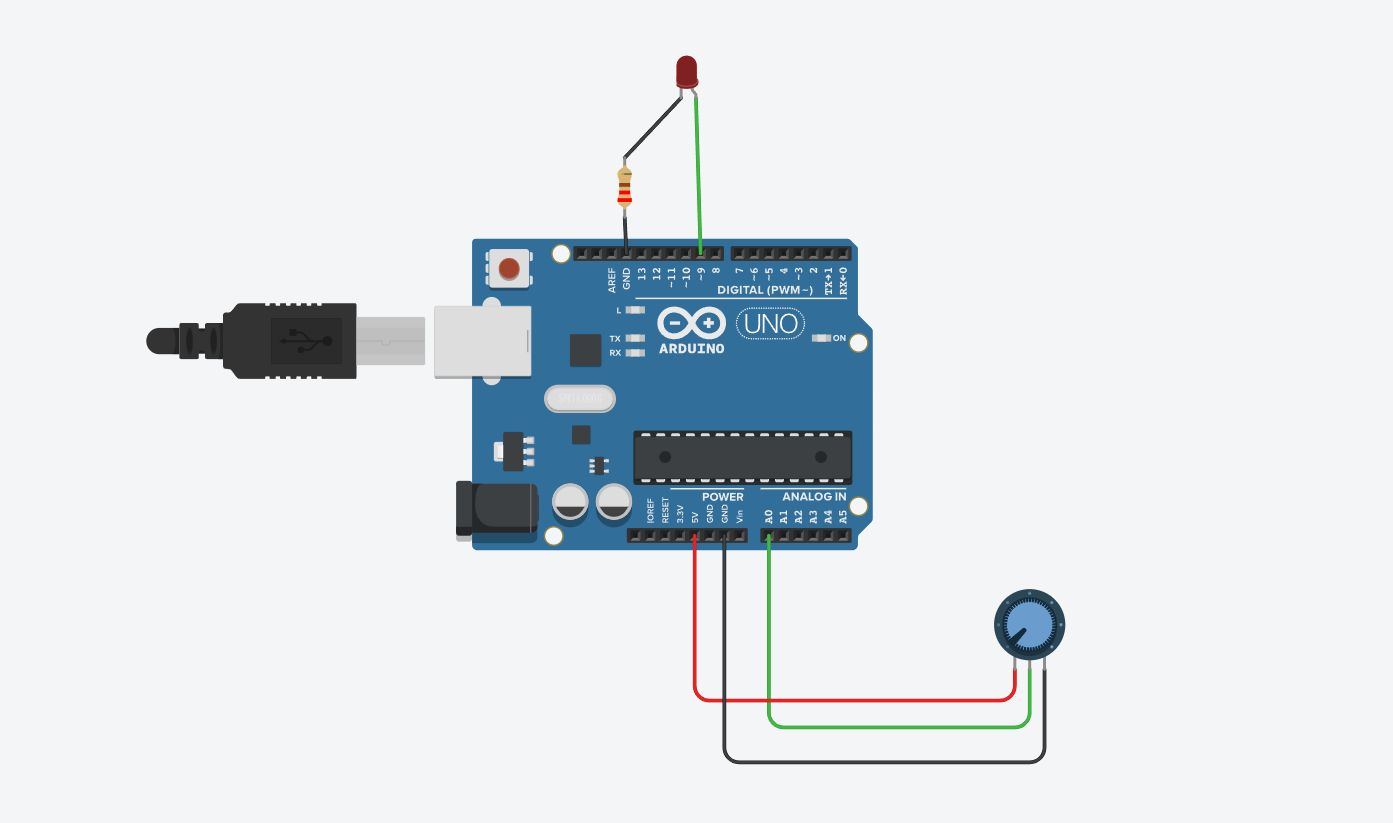 AREF
GND
13
12
~11
~10
~9
8
7
~6
~5
4
~3
2
TX→1
RX←0
DIGITAL (PWM~)
L
TX
RX
ARDUINO
UNO
ON
POWER
ANALOG IN
IOREF
RESET
3.3V
5V
GND
GND
Vin
A0
A1
A2
A3
A4
A5